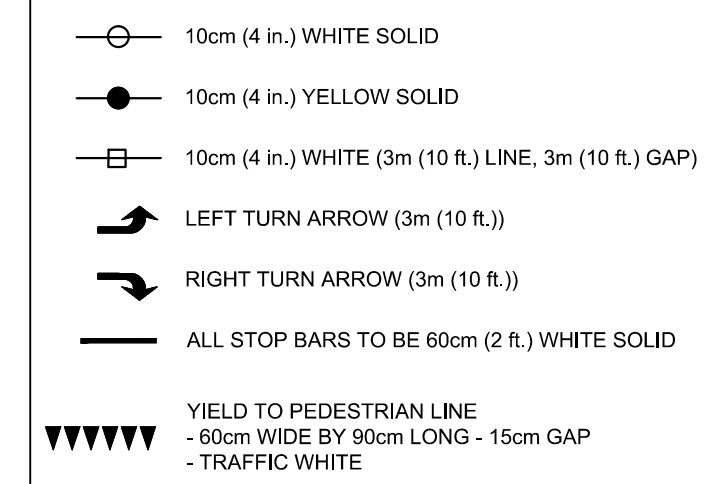 10cm (4 in.) WHITE SOLID
10cm (4 in.) YELLOW SOLID
10cm (4 in.) WHITE (3m (10 ft.) LINE, 3m (10 ft.) GAP)
LEFT TURN ARROW (3m (10 ft.))
RIGHT TURN ARROW (3m (10 ft.))
ALL STOP BARS TO BE 60cm (2 ft.) WHITE SOLID
YIELD TO PEDESTRIAN LINE
- 60cm WIDE BY 90cm LONG - 15cm GAP
- TRAFFIC WHITE